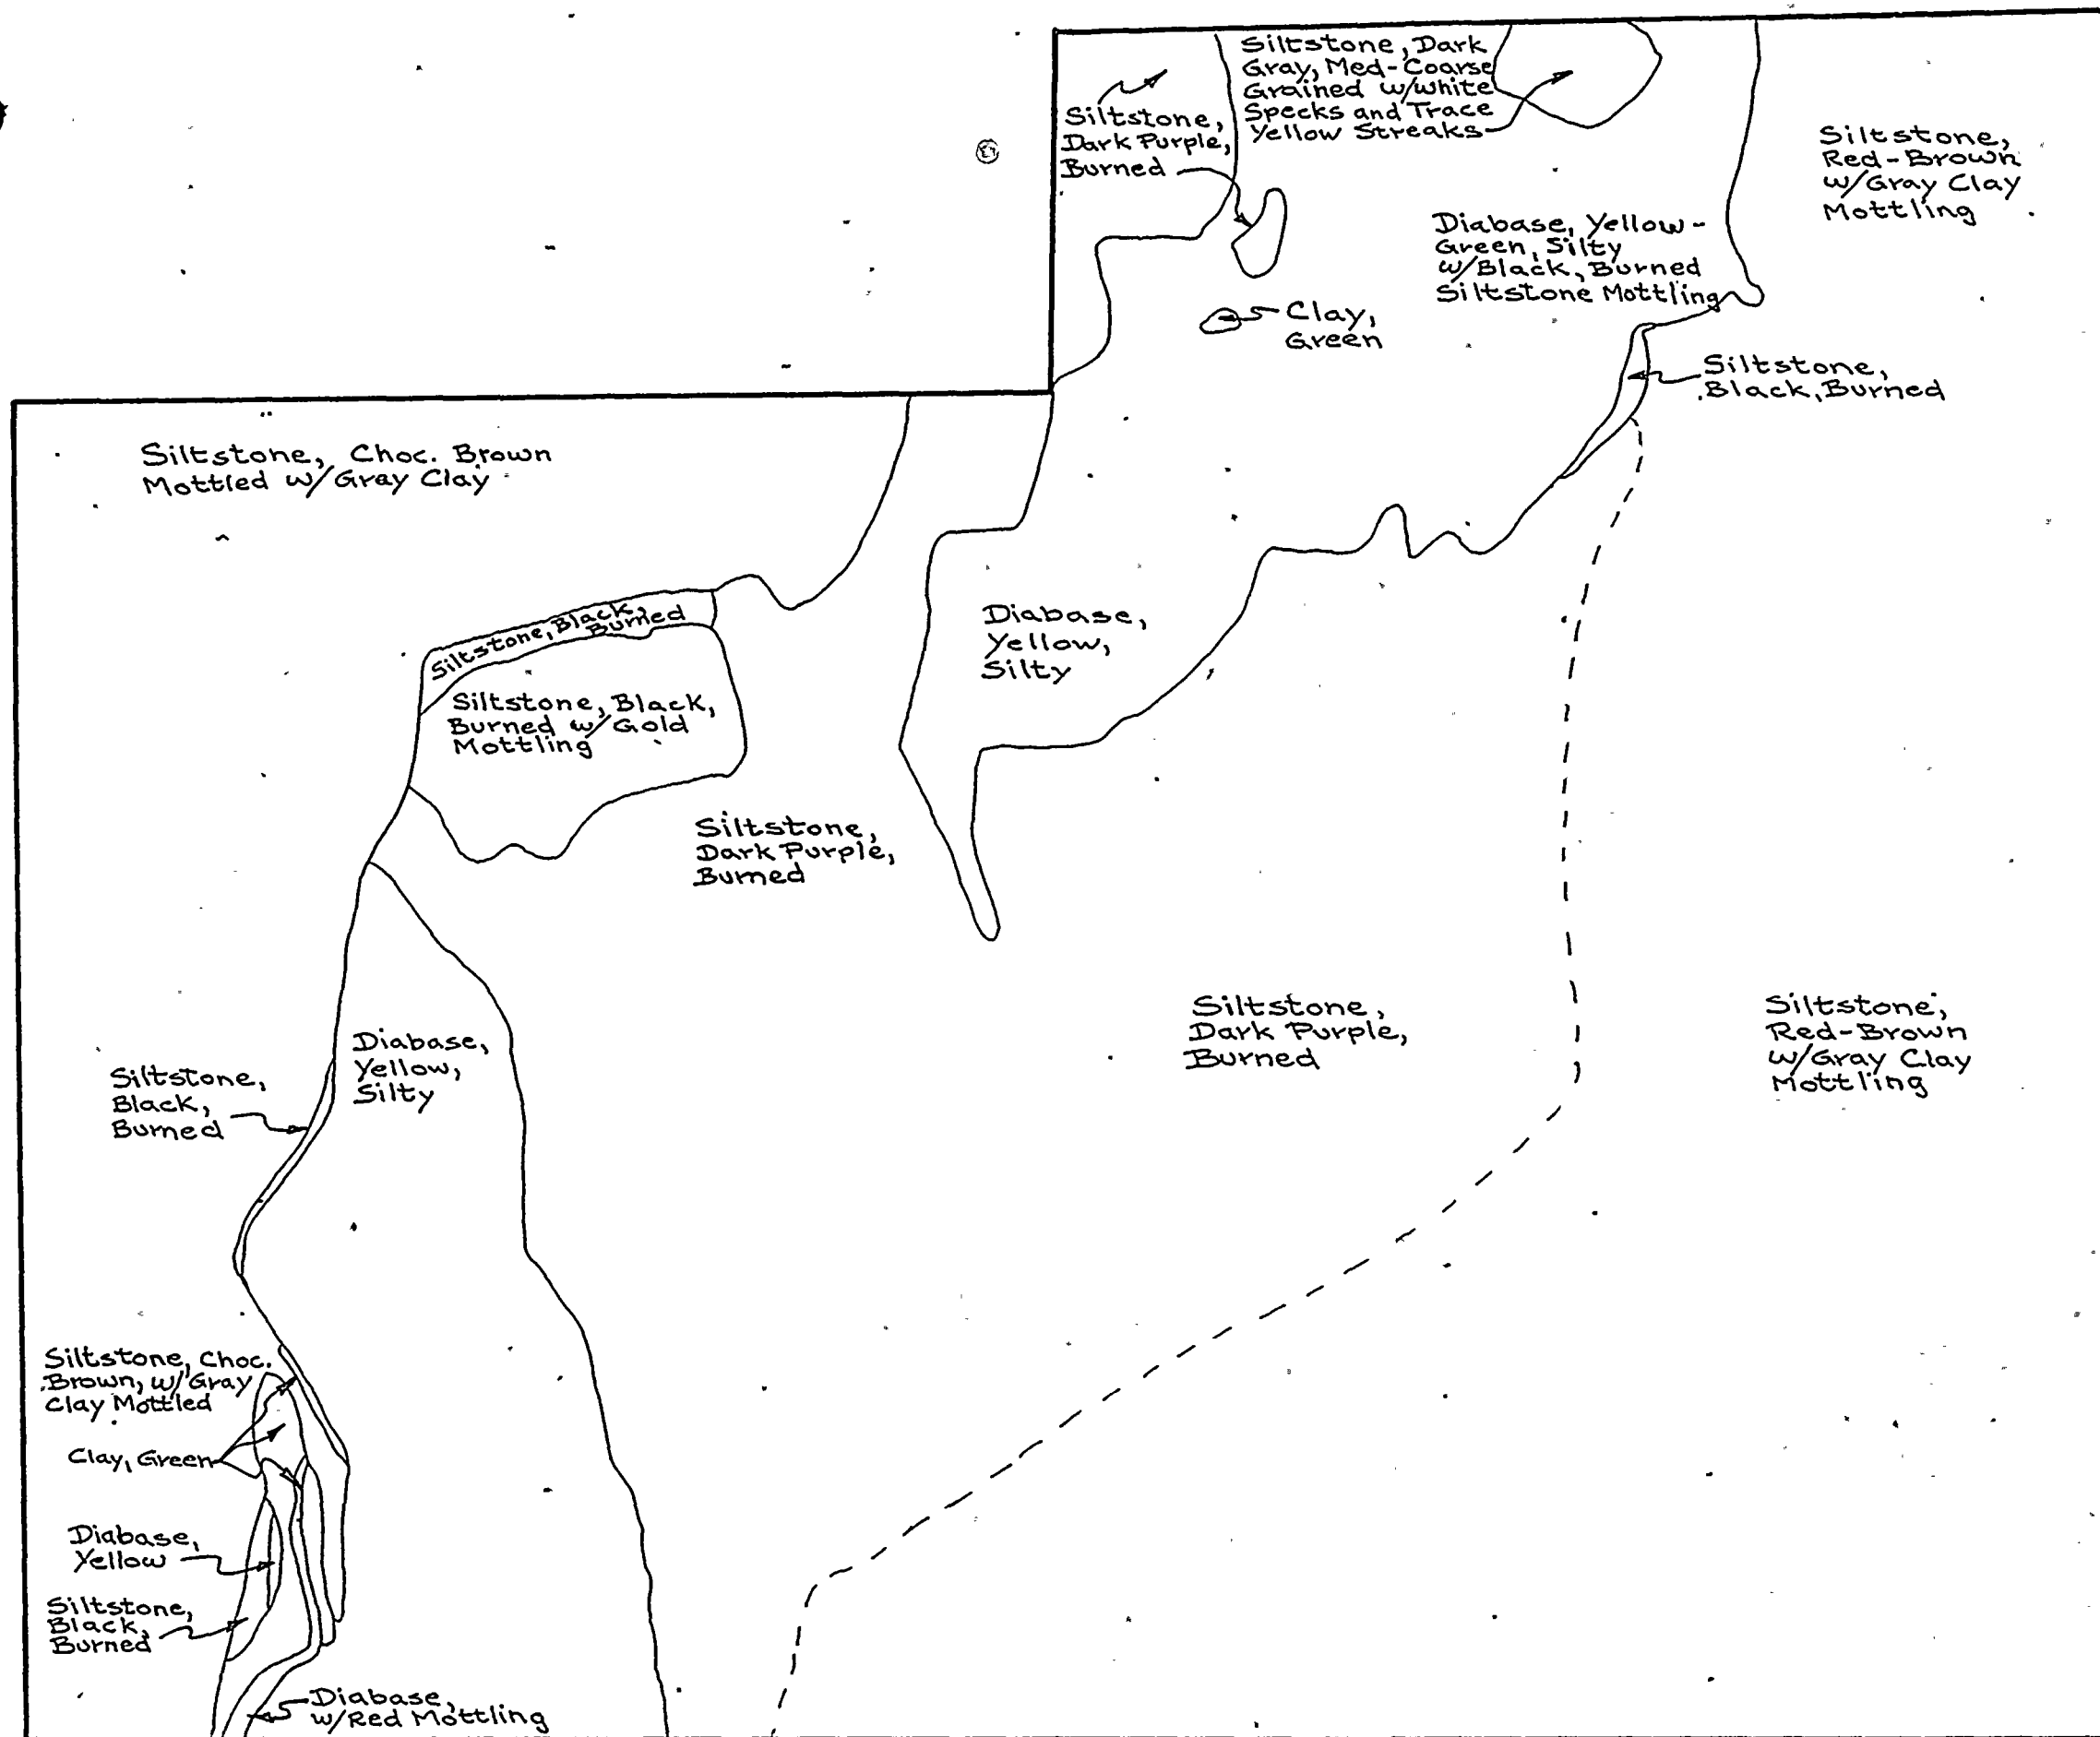 Siltstone, Dark
Gray, Med-Coarse
Grained w/White
Specks and Trace
Yellow Streaks
Siltstone,
Dark Purple,
Burned
Siltstone,
Red-Brown
w/Gray Clay
Mottling
Diabase, Yellow-
Green, Silty
w/Black, Burned
Siltstone Mottling
Clay,
Green
Siltstone,
Black, Burned
Siltstone, Choc. Brown
Mottled w/Gray Clay
Siltstone, Black,
Burned
Diabase,
Yellow,
Silty
Siltstone, Black,
Burned w/Gold
Mottling
Siltstone,
Dark Purple,
Burned
Siltstone,
Dark Purple,
Burned
Siltstone,
Red-Brown
w/Gray Clay
Mottling
Diabase,
Yellow,
Silty
Siltstone,
Black,
Burned
Siltstone, Choc.
Brown, w/Gray
Clay Mottled
Clay, Green
Diabase,
Yellow
Siltstone,
Black,
Burned
Diabase,
w/Red Mottling